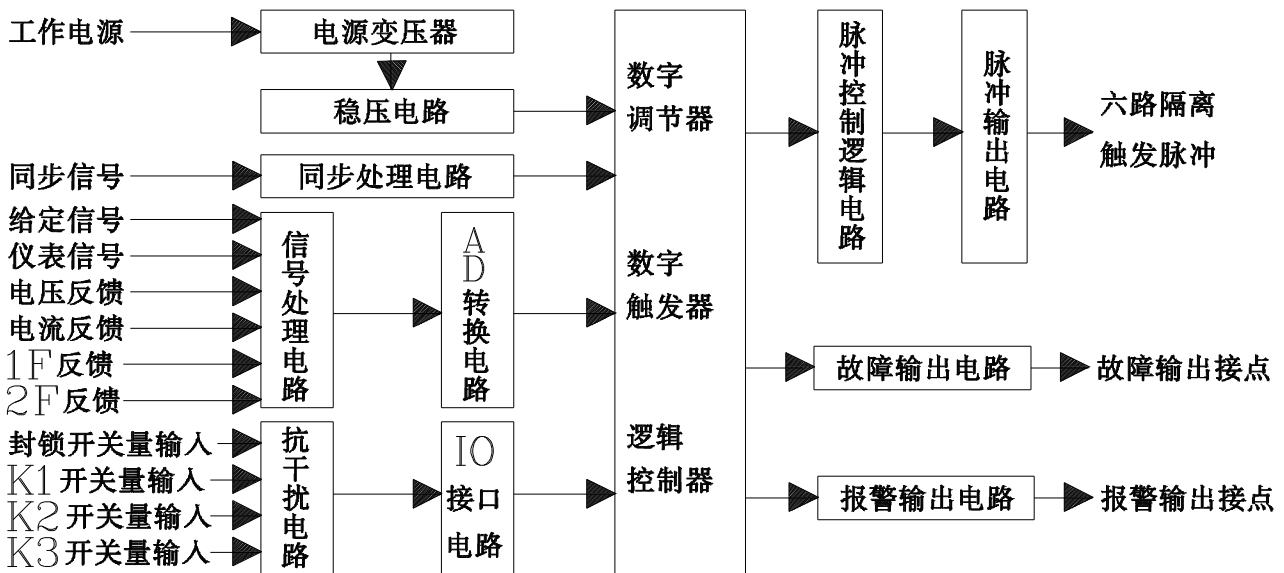 工作电源
电源变压器
稳压电路
同步信号
同步处理电路
给定信号
仪表信号
电压反馈
电流反馈
1F反馈
2F反馈
信号处理电路
AD转换电路
封锁开关量输入
K1开关量输入
K2开关量输入
K3开关量输入
抗干扰电路
IO
接口
电路
数字
调节器
数字
触发器
逻辑
控制器
脉冲控制逻辑电路
脉冲输出电路
六路隔离
触发脉冲
故障输出电路
故障输出接点
报警输出电路
报警输出接点